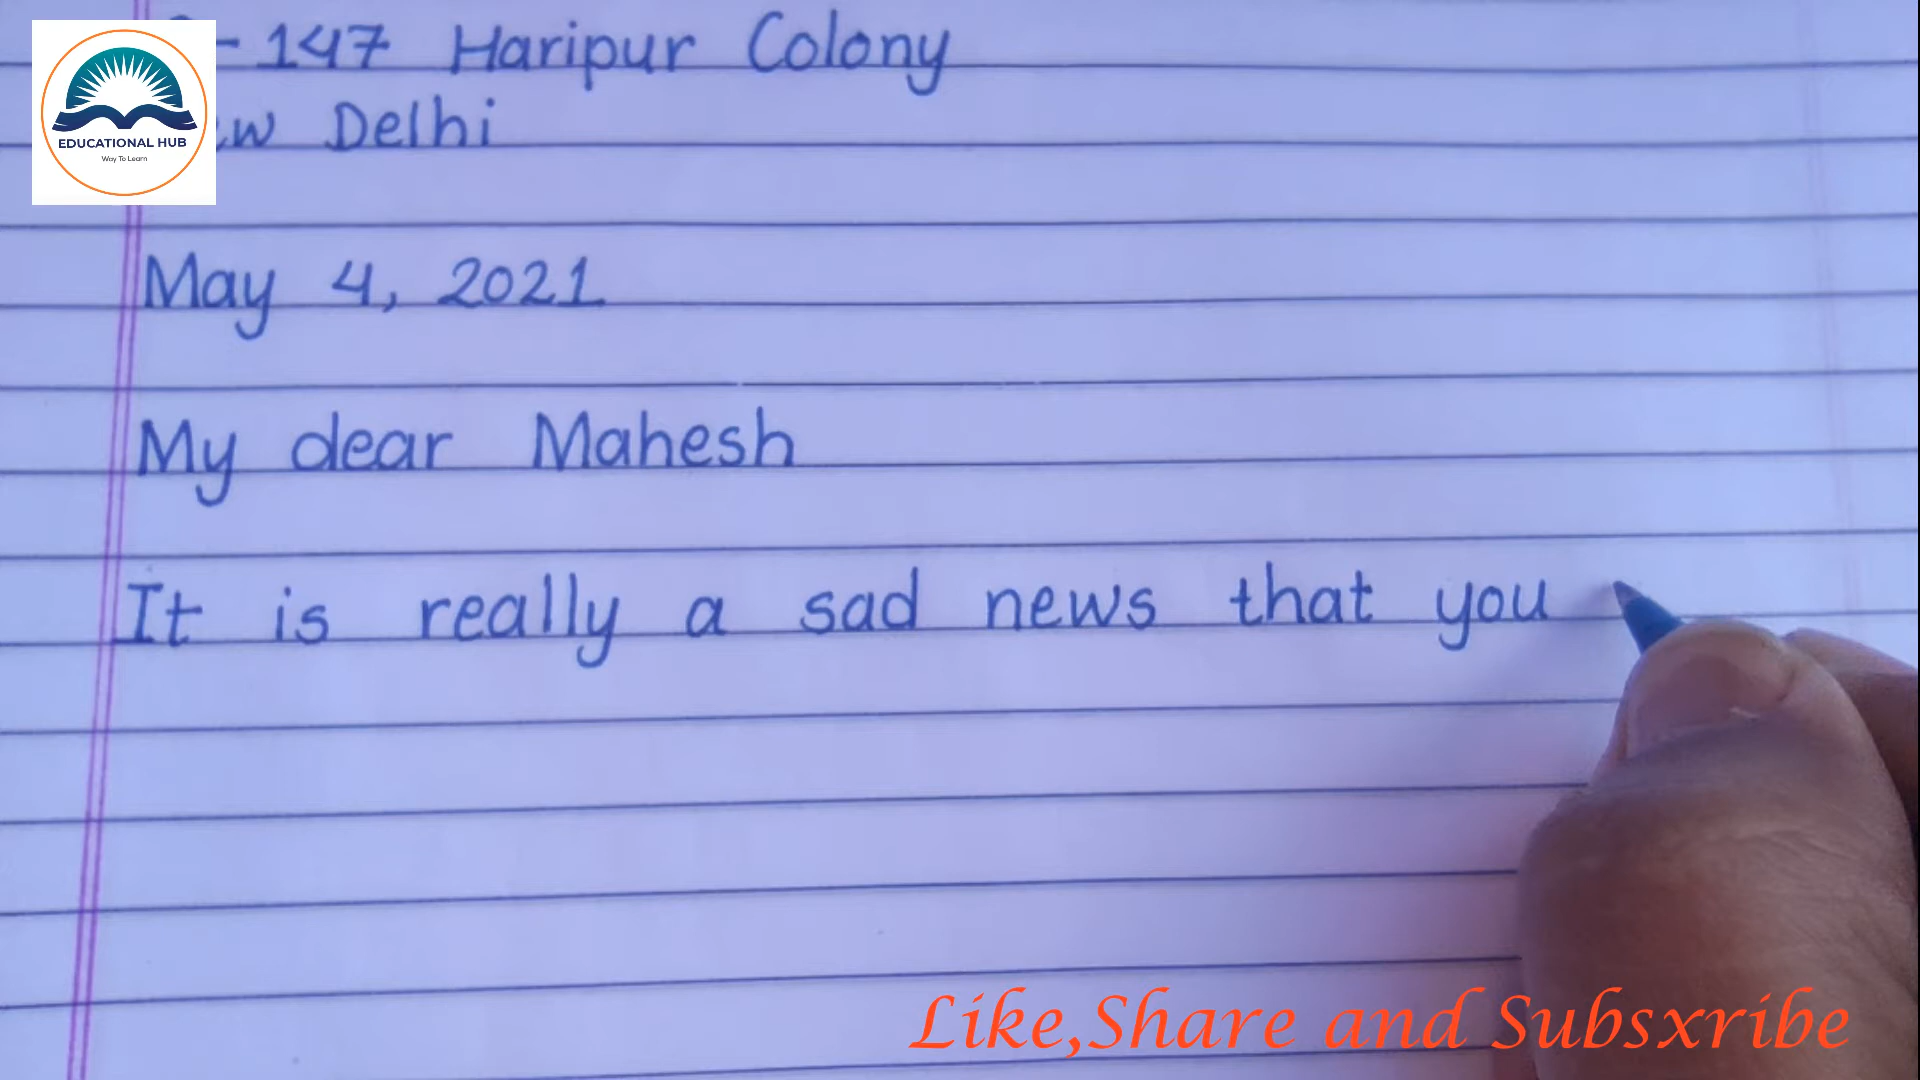 - 147 Haripur Colony
Delhi
EDUCATIONAL HUB
Way To Learn
May 4, 2021
My dear Mahesh
It is really a sad news that you
Like,Share and Subsxribe